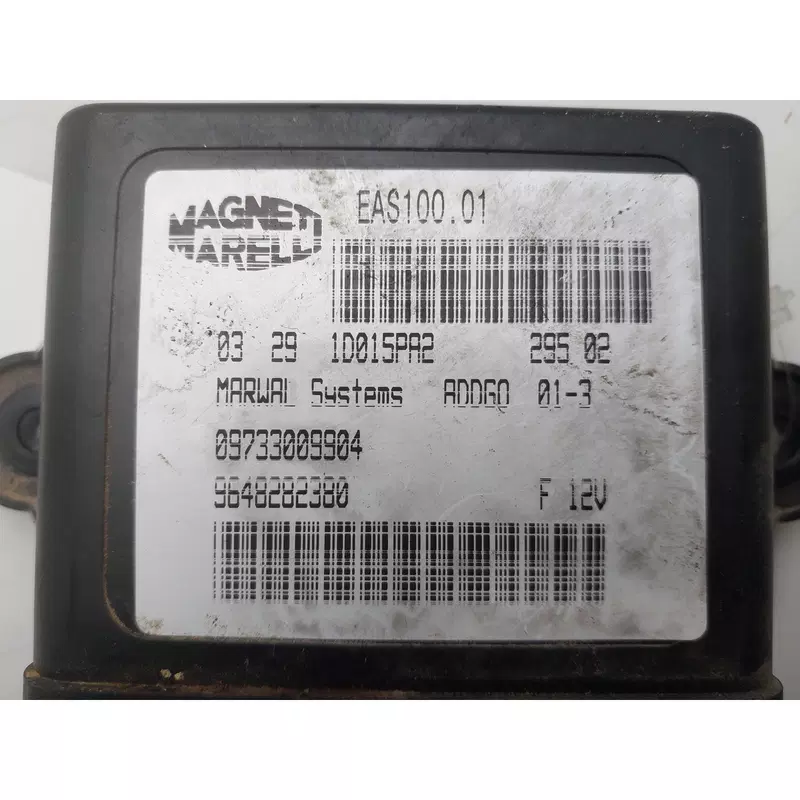 MAGNETI
MARELLI
EAS100.01
03 29 1D015PA2 295 02
MARWAL Systems ADDGO 01-3
09733009904
9648282380 F 12V